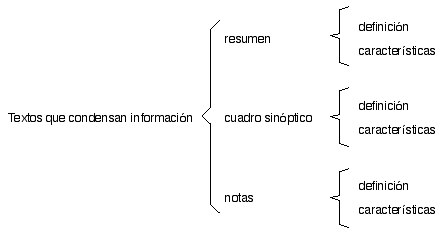 Textos que condensan información
resumen
definición
características
cuadro sinóptico
definición
características
notas
definición
características